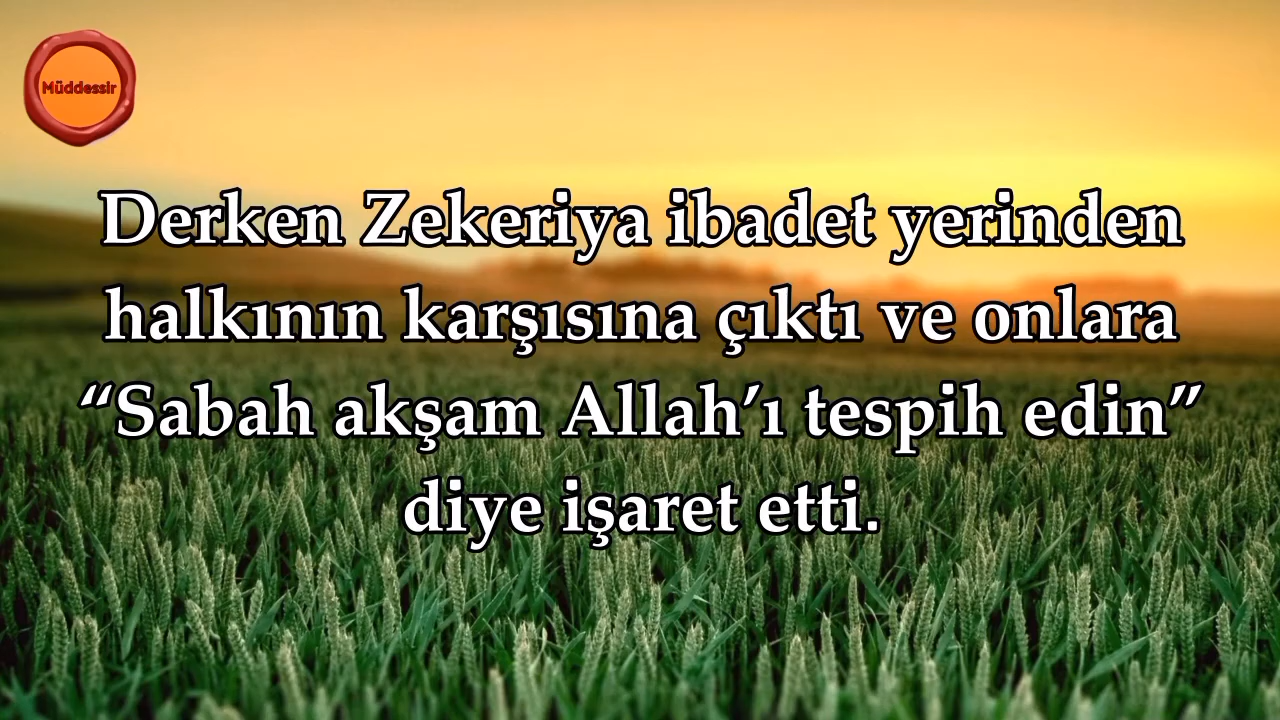 Müddessir
Derken Zekeriya ibadet yerinden
halkının karşısına çıktı ve onlara
“Sabah akşam Allah’ı tespih edin”
diye işaret etti.